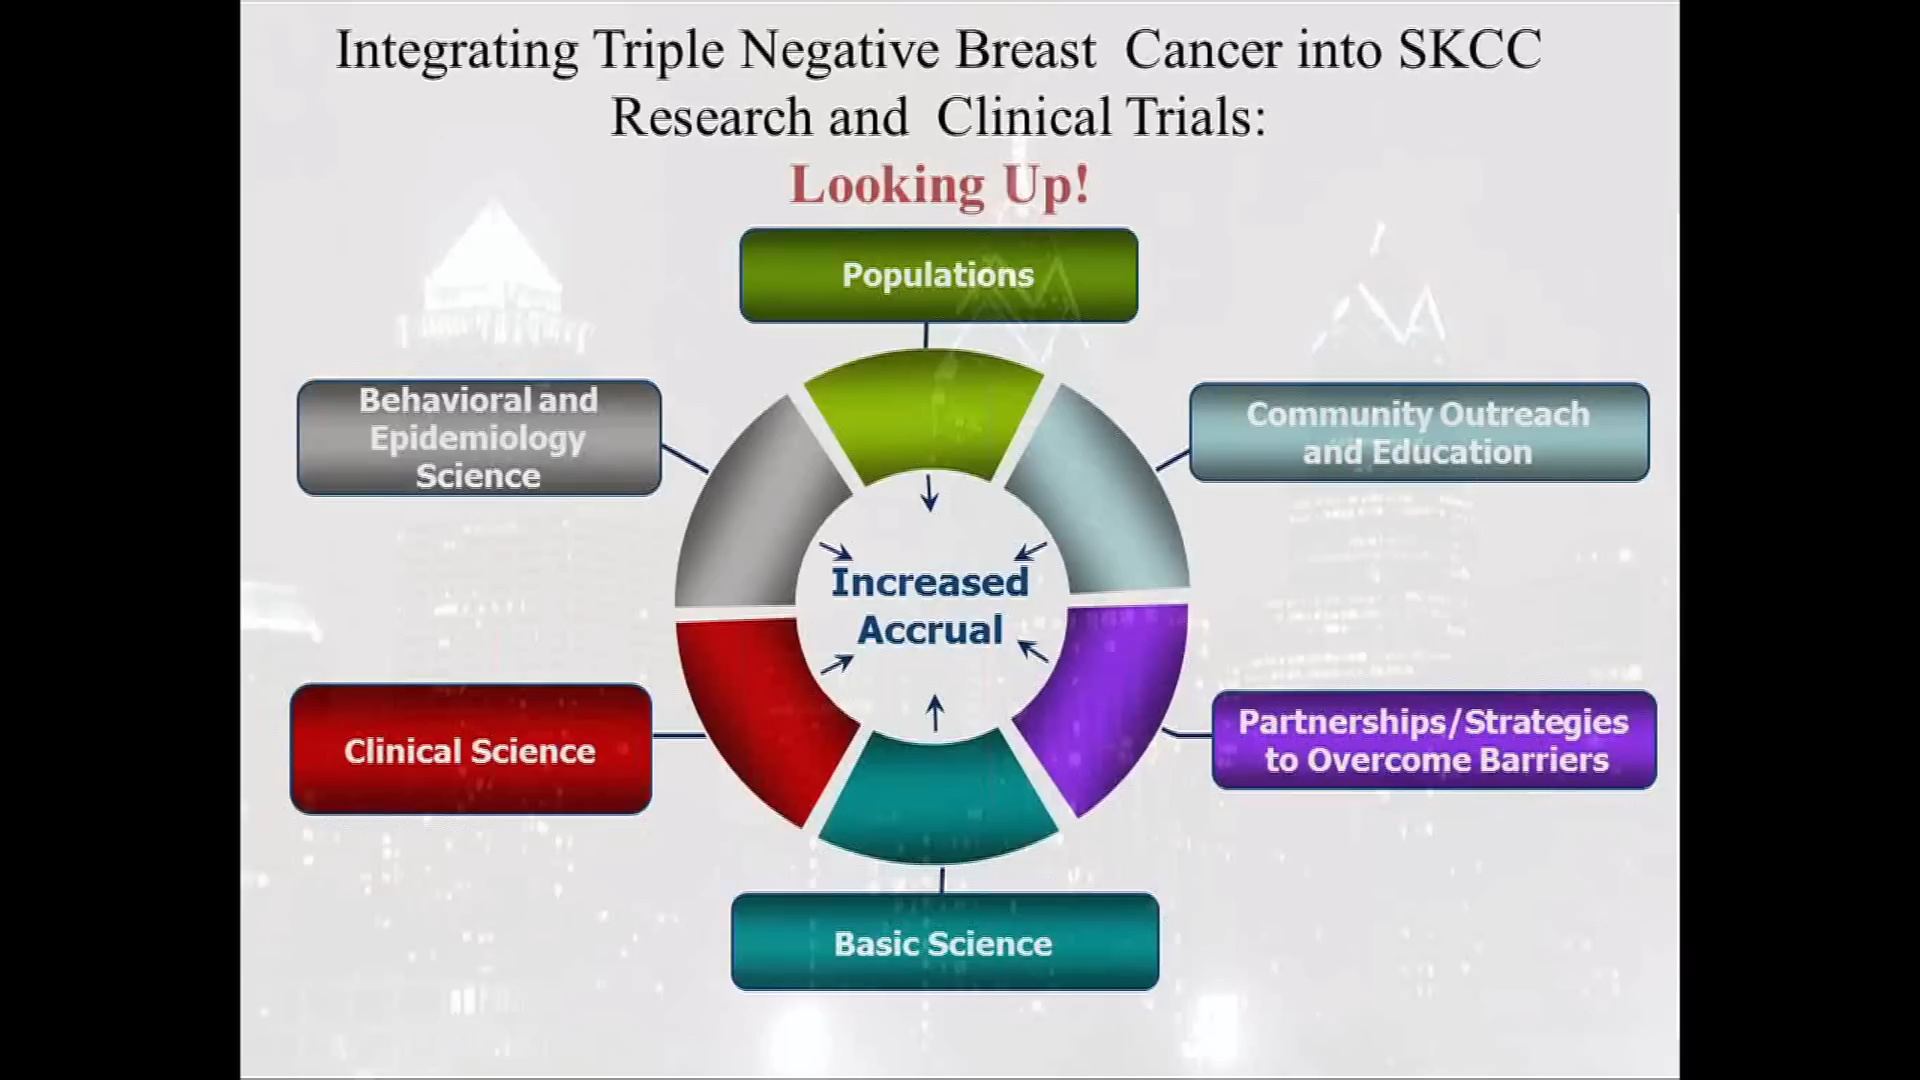 Integrating Triple Negative Breast Cancer into SKCC
Research and Clinical Trials:
Looking Up!
Populations
Behavioral and
Epidemiology
Science
Community Outreach
and Education
Increased
Accrual
Clinical Science
Partnerships/Strategies
to Overcome Barriers
Basic Science